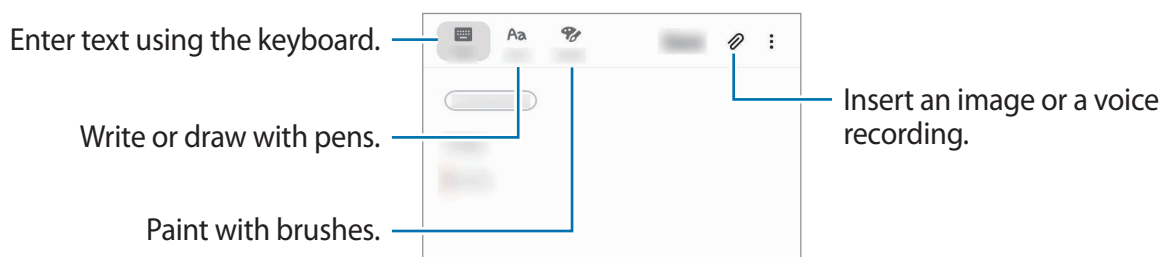 Enter text using the keyboard.
Aa
Write or draw with pens.
Paint with brushes.
Insert an image or a voice
recording.